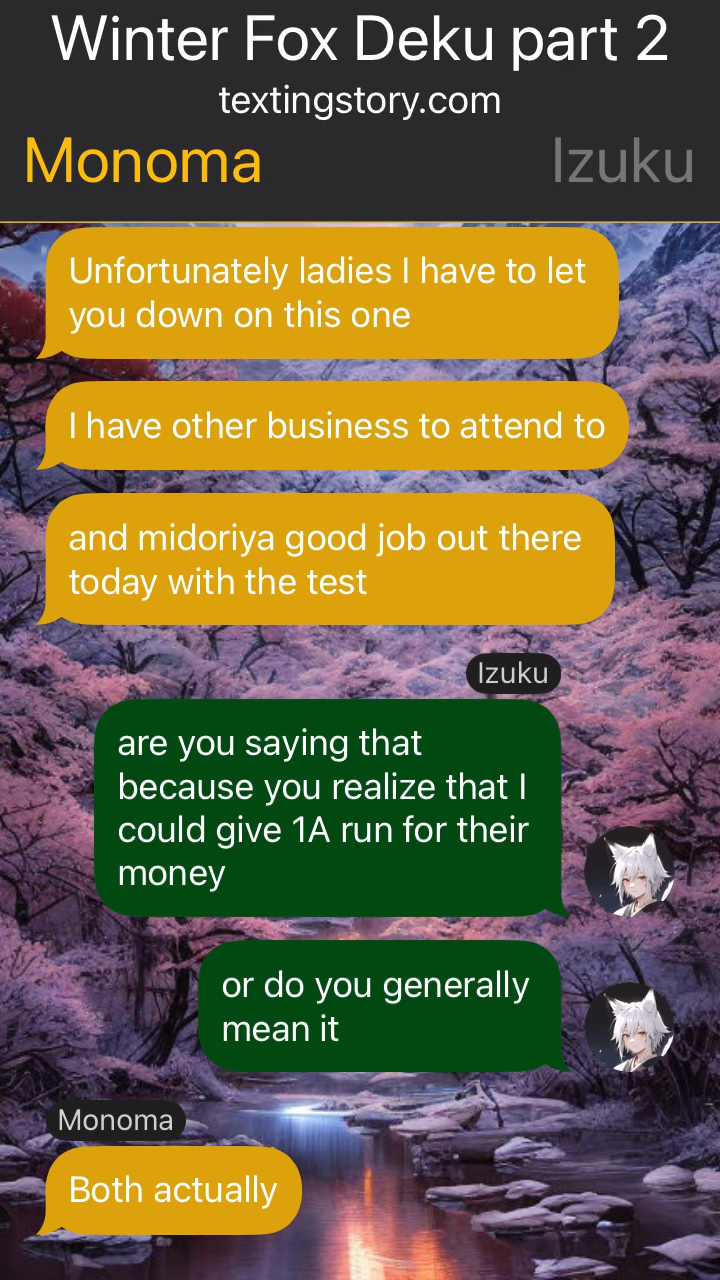 Winter Fox Deku part 2
textingstory.com
Monoma
Izuku
Unfortunately ladies I have to let
you down on this one
I have other business to attend to
and midoriya good job out there
today with the test
Izuku
are you saying that
because you realize that I
could give 1A run for their
money
or do you generally
mean it
Monoma
Both actually